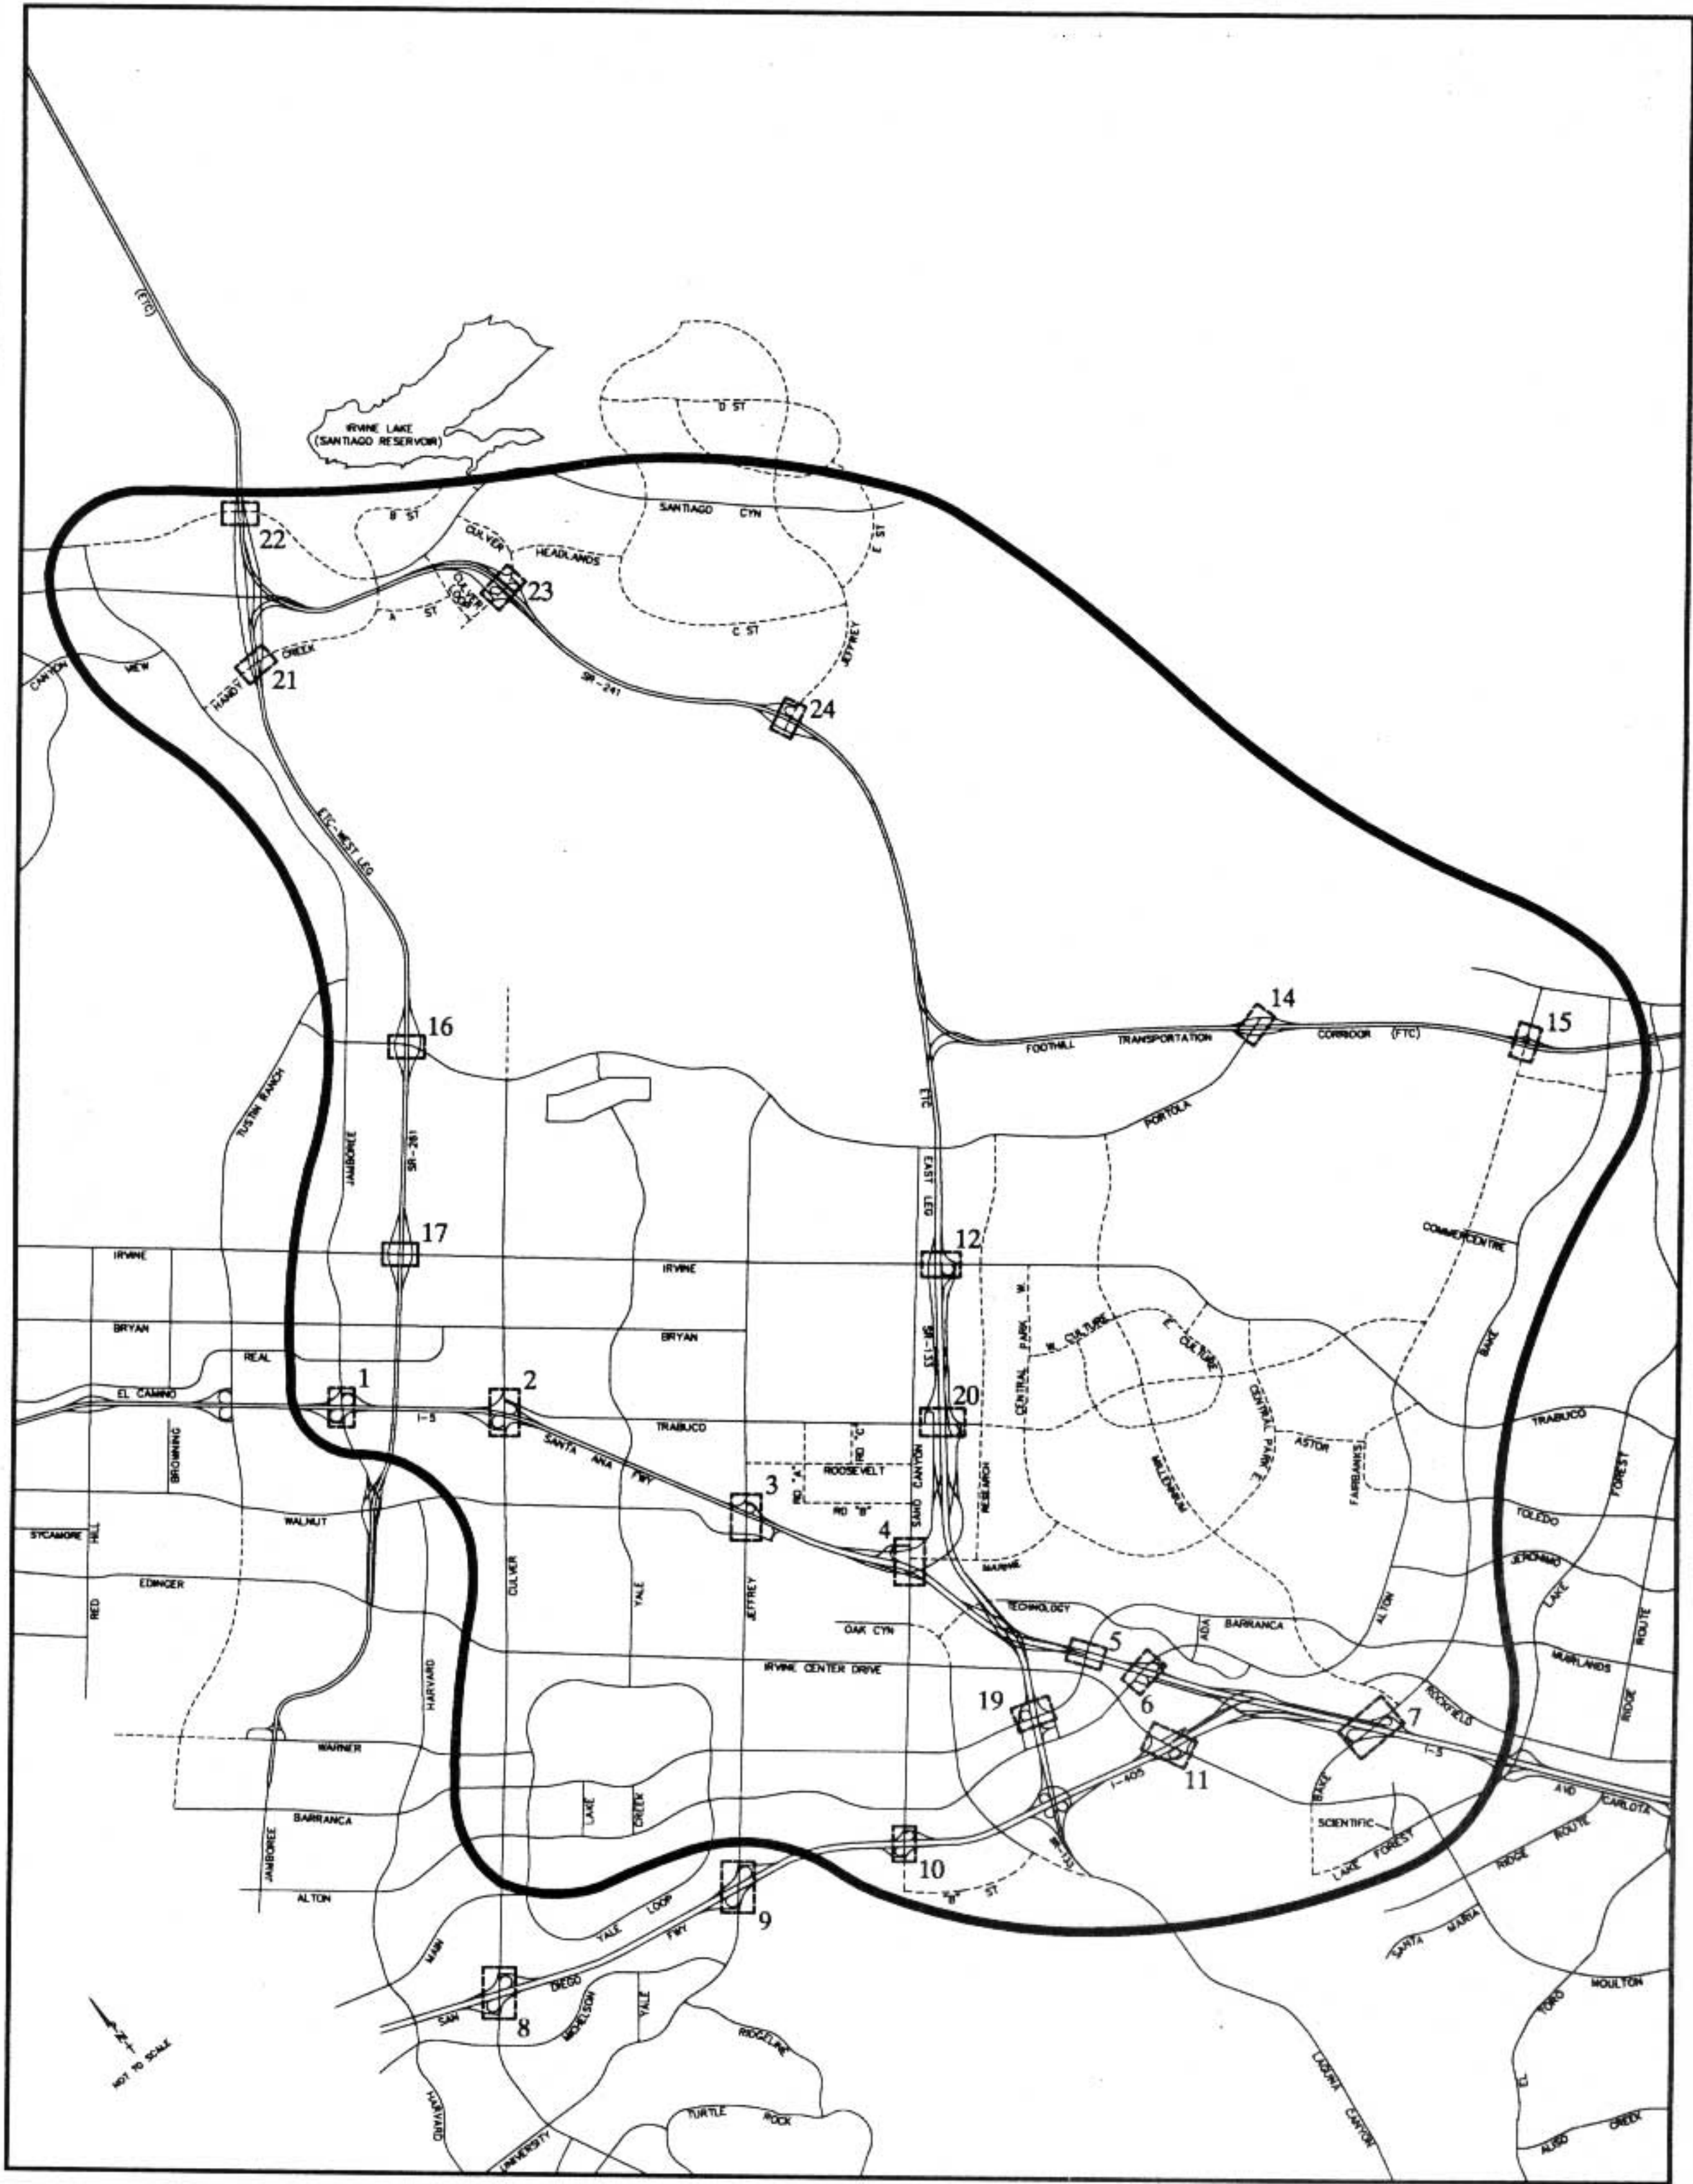 (ETC)
IRVINE LAKE
(SANTIAGO RESERVOIR)
D ST
B ST
SANTIAGO CYN
22
CULVER
HEADLANDS
E ST
CULVER
LOOP
23
A ST
C ST
JEFFREY
CANYON VIEW
HANDY CREEK
21
SR-241
24
ETC-WEST LEG
14
15
16
FOOTHILL TRANSPORTATION CORRIDOR (FTC)
TUSTIN RANCH
ETC
PORTOLA
JAMBOREE
SR-261
EAST LEG
17
12
COMMERCENTRE
IRVINE
IRVINE
BRYAN
BRYAN
SR-133
CENTRAL PARK W.
W. CULTURE
E. CULTURE
BAKE
REAL
EL CAMINO
1
2
20
I-5
TRABUCO
TRABUCO
SANTA ANA FWY
RD "C"
CENTRAL PARK E.
ASTOR
BROWNING
ROOSEVELT
RD "A"
RD "B"
SAND CANYON
RESEARCH
MILLENNIUM
FAIRBANKS
FOREST
3
WALNUT
TOLEDO
SYCAMORE
HILL
4
MARINE
JERONIMO
EDINGER
CULVER
YALE
JEFFREY
TECHNOLOGY
ALTON
LAKE
RED
OAK CYN
5
ADA
BARRANCA
ROUTE
HARVARD
IRVINE CENTER DRIVE
MUIRLANDS
19
6
ROCKFIELD
RIDGE
7
WARNER
I-5
11
I-405
BAKE
AVD CARLOTA
BARRANCA
LAKE
CREEK
SCIENTIFIC
JAMBOREE
10
SR-133
LAKE FOREST
RIDGE ROUTE
ALTON
"B" ST
YALE LOOP
9
MAIN
FWY
SANTA MARIA
DIEGO
MOULTON
SAN
8
MICHELSON
YALE
TORO
N
NOT TO SCALE
RIDGELINE
LAGUNA
CANYON
EL
HARVARD
TURTLE ROCK
UNIVERSITY
ALISO CREEK